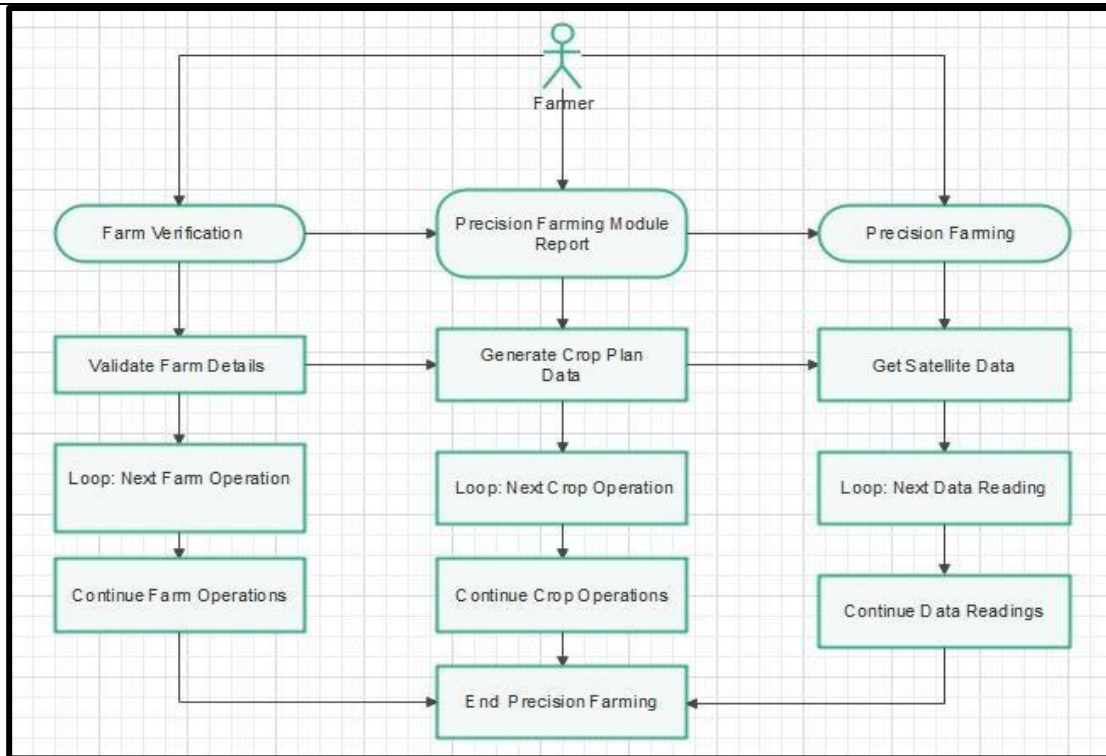 Farmer
Farm Verification
Precision Farming Module
Report
Precision Farming
Validate Farm Details
Generate Crop Plan
Data
Get Satellite Data
Loop: Next Farm Operation
Loop: Next Crop Operation
Loop: Next Data Reading
Continue Farm Operations
Continue Crop Operations
Continue Data Readings
End Precision Farming